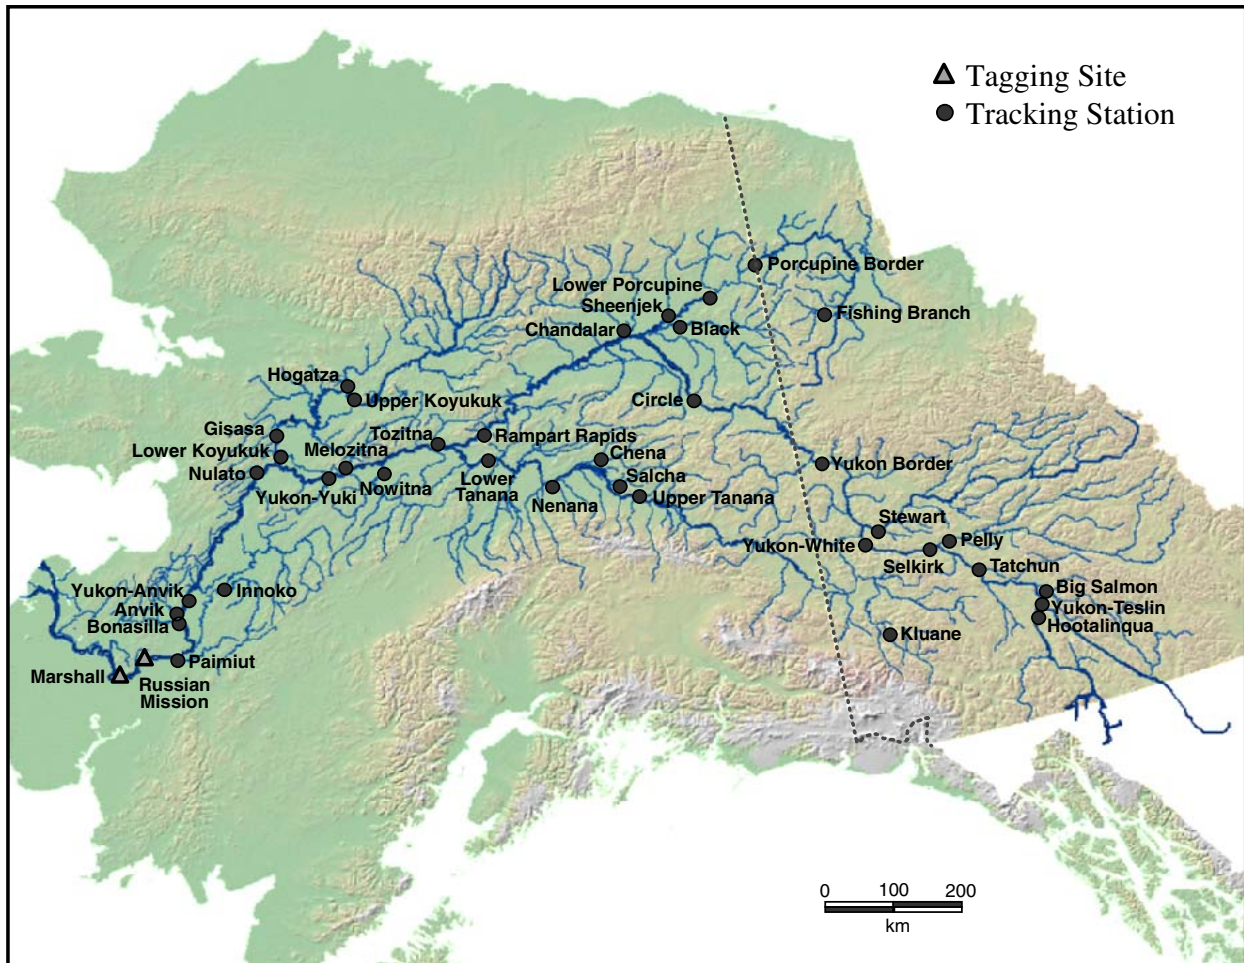 Tagging Site
Tracking Station
Porcupine Border
Lower Porcupine
Sheenjek
Fishing Branch
Chandalar
Black
Hogatza
Upper Koyukuk
Circle
Gisasa
Tozitna
Rampart Rapids
Lower Koyukuk
Melozitna
Chena
Nulato
Yukon Border
Salcha
Yukon-Yuki
Nowitna
Lower
Tanana
Nenana
Upper Tanana
Stewart
Yukon-White
Pelly
Selkirk
Tatchun
Yukon-Anvik
Innoko
Big Salmon
Anvik
Yukon-Teslin
Bonasilla
Hootalinqua
Kluane
Paimiut
Marshall
Russian
Mission
0 100 200
km